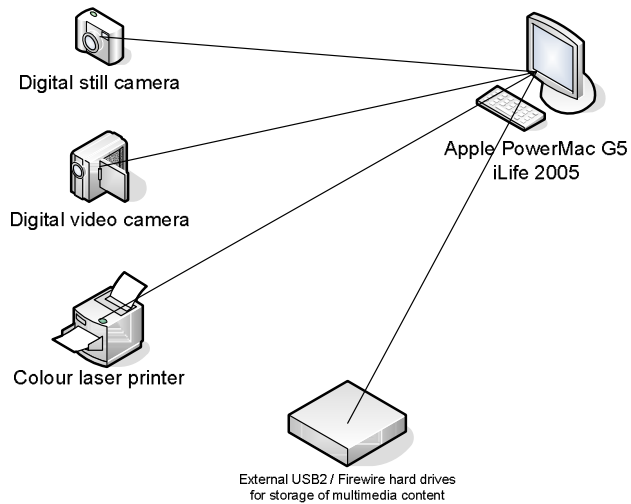 Digital still camera
Apple PowerMac G5
iLife 2005
Digital video camera
Colour laser printer
External USB2 / Firewire hard drives
for storage of multimedia content